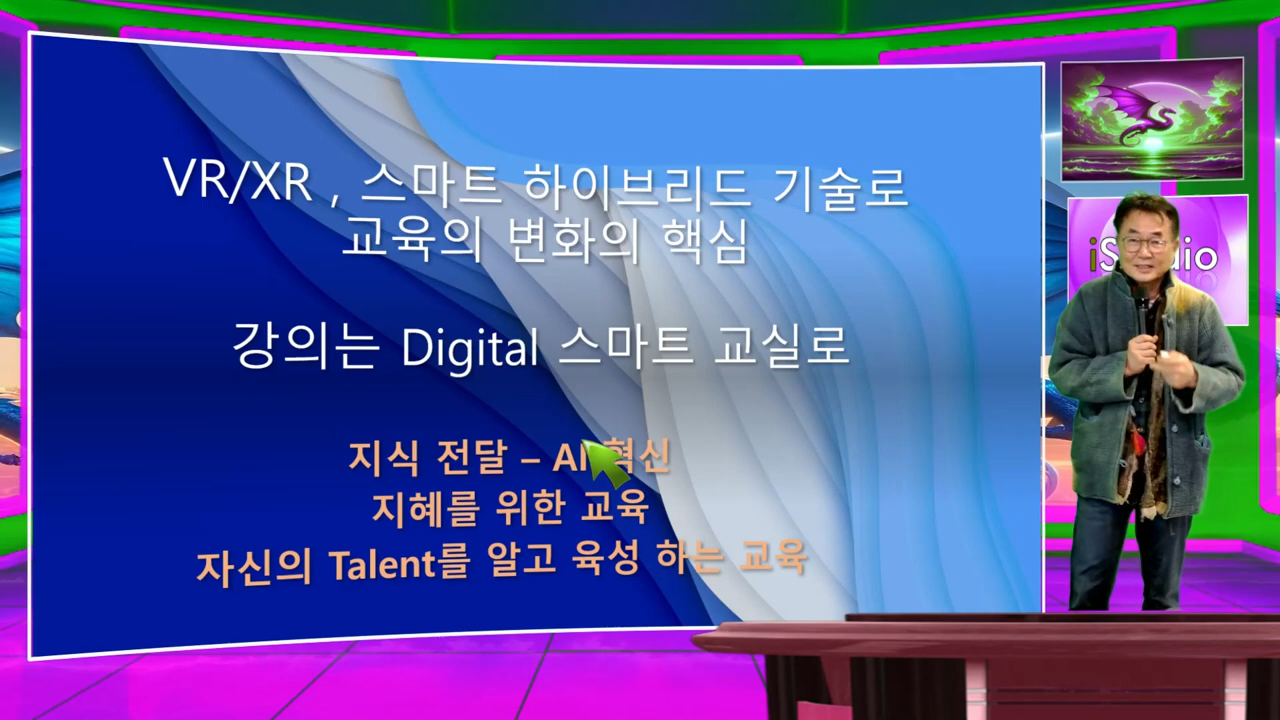 VR/XR , 스마트 하이브리드 기술로
교육의 변화의 핵심
강의는 Digital 스마트 교실로
지식 전달 – AI 혁신
지혜를 위한 교육
자신의 Talent를 알고 육성 하는 교육